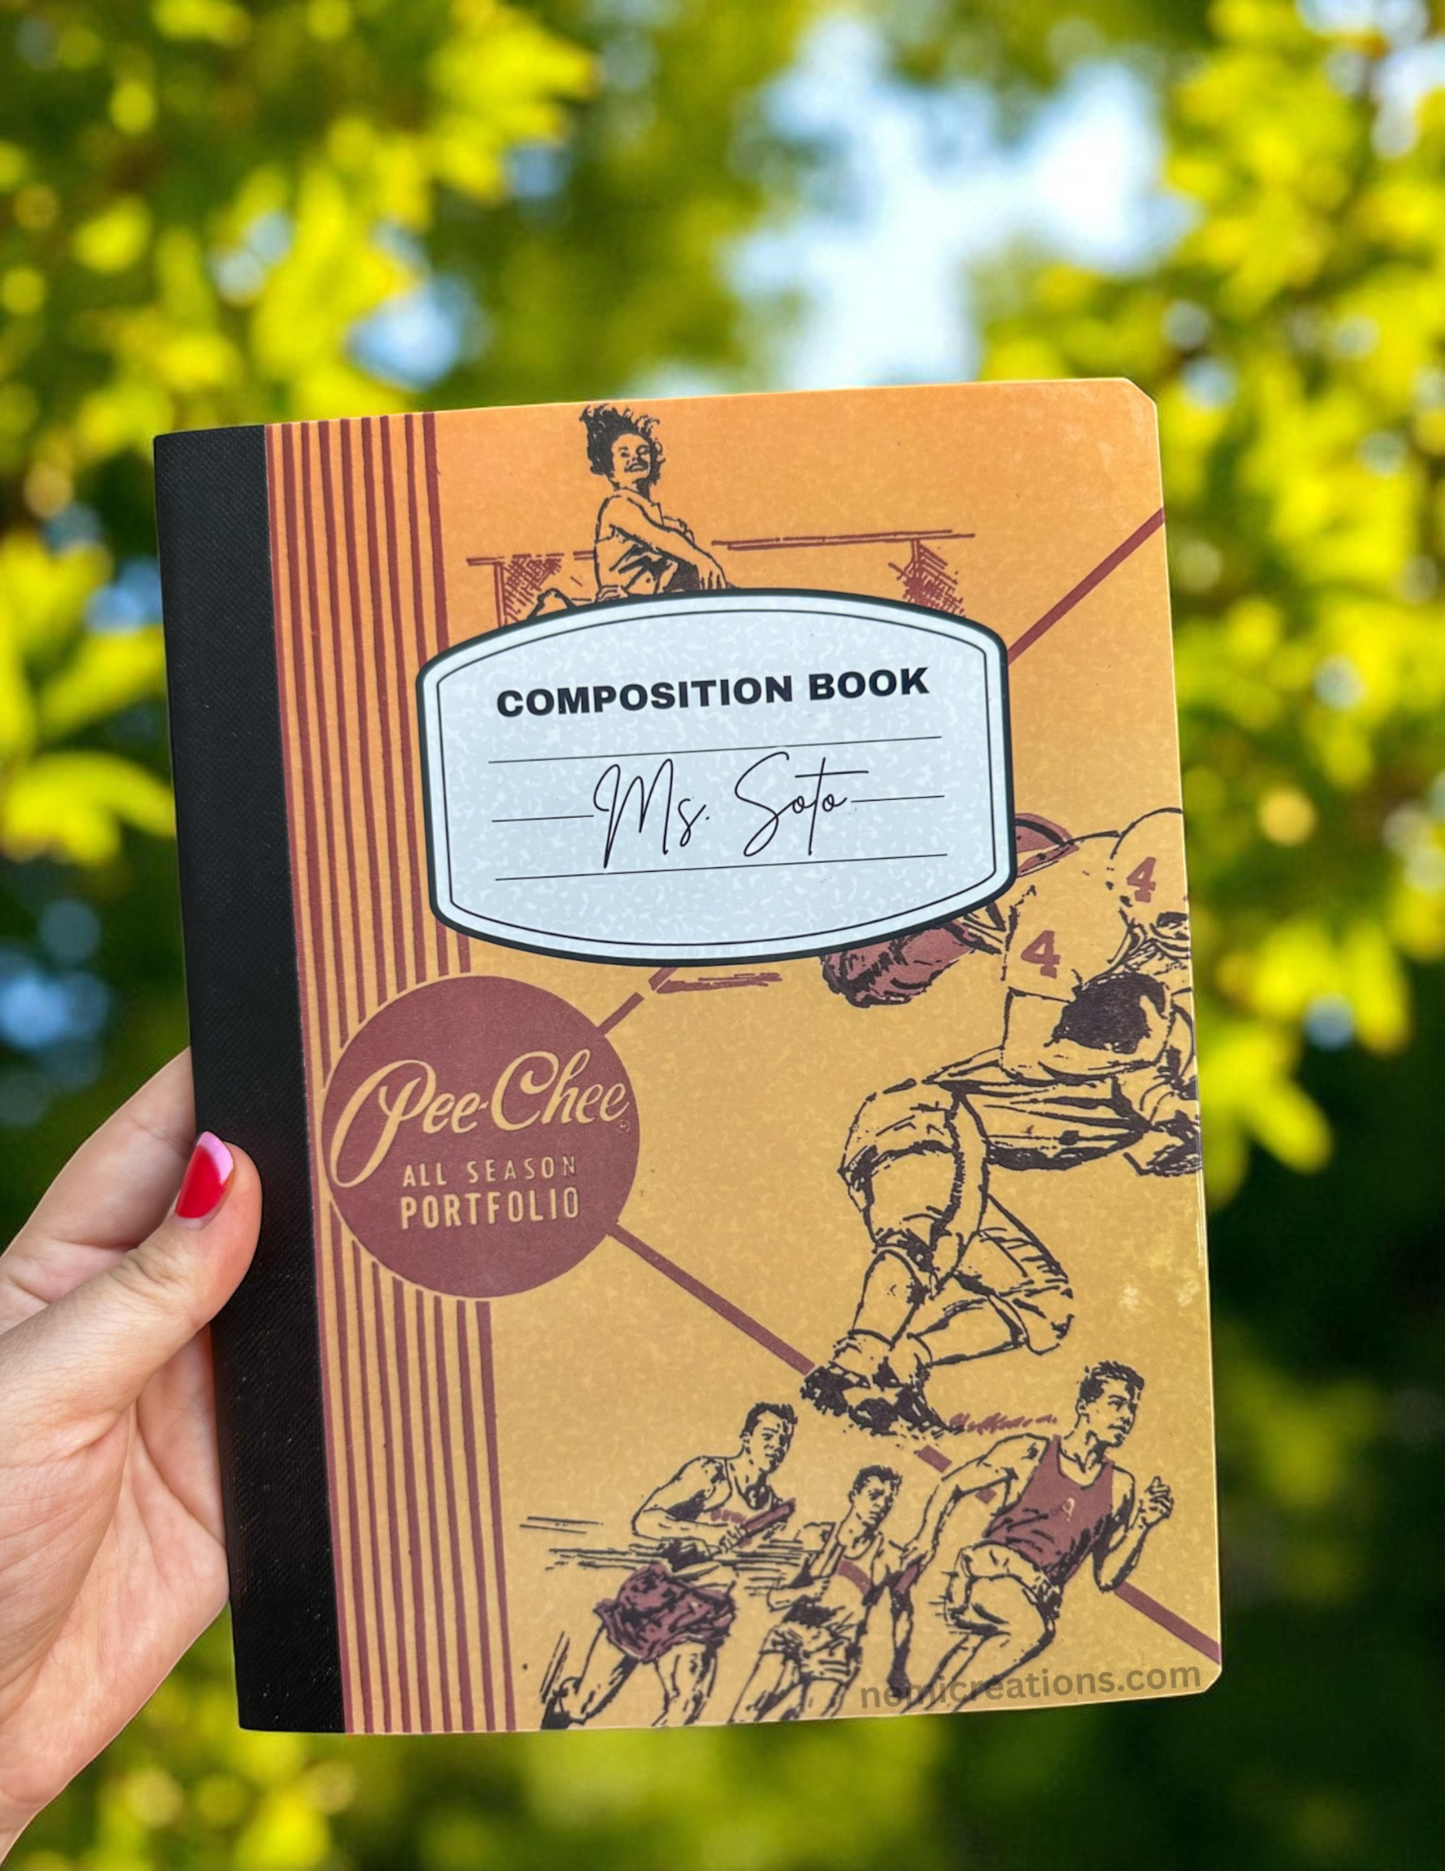 COMPOSITION BOOK
Ms. Soto
4
4
Pee-Chee
ALL SEASON
PORTFOLIO
nemicreations.com